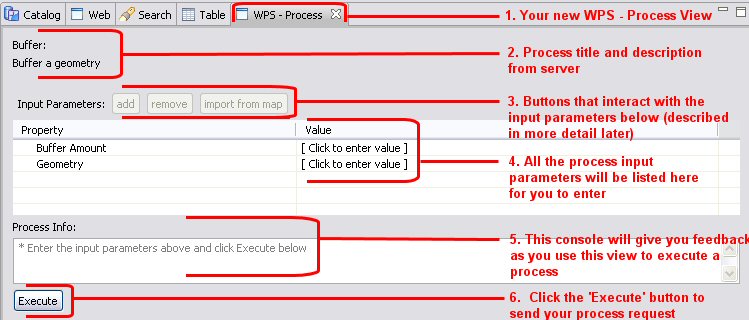 Catalog Web Search Table WPS - Process
1. Your new WPS - Process View
Buffer:
Buffer a geometry
2. Process title and description
from server
Input Parameters: add remove import from map
3. Buttons that interact with the
input parameters below (described
in more detail later)
Property Value
Buffer Amount [ Click to enter value ]
Geometry [ Click to enter value ]
4. All the process input
parameters will be listed here
for you to enter
Process Info:
* Enter the input parameters above and click Execute below
5. This console will give you feedback
as you use this view to execute a
process
Execute
6. Click the 'Execute' button to
send your process request